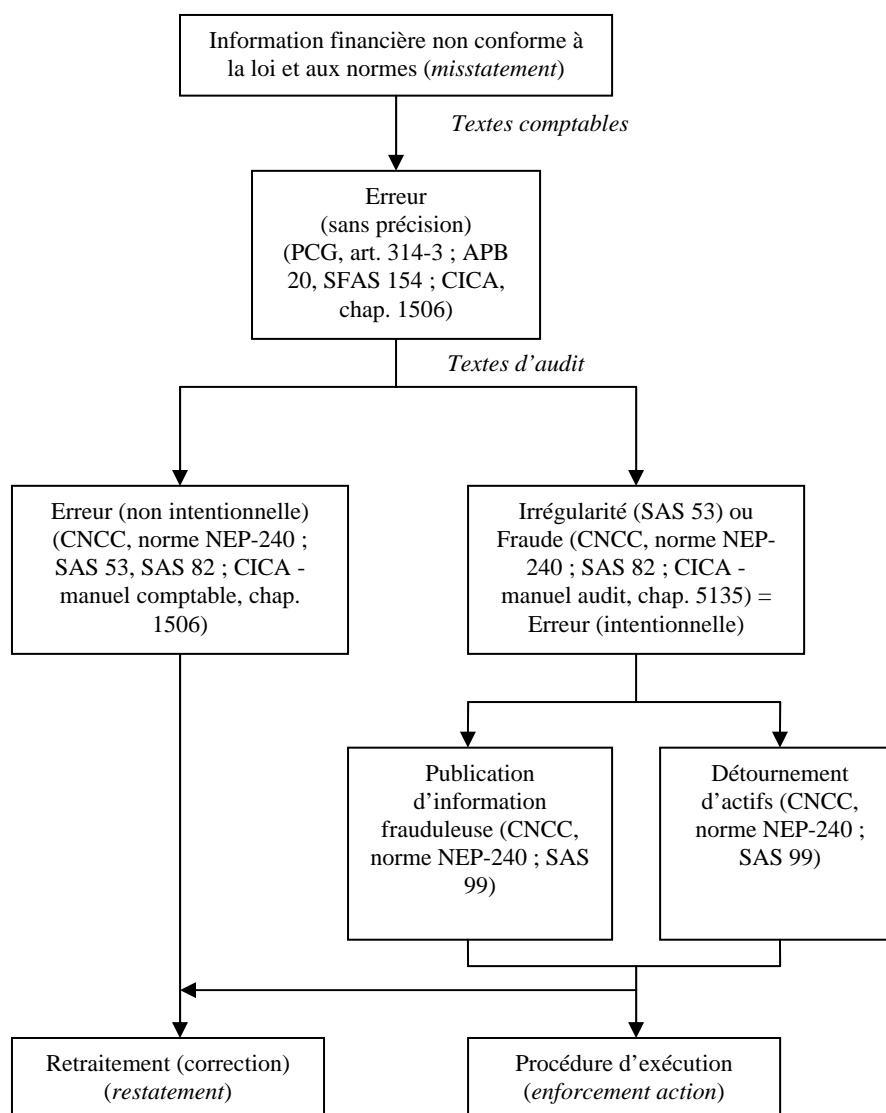 Information financière non conforme à
la loi et aux normes (misstatement)
Textes comptables
Erreur
(sans précision)
(PCG, art. 314-3 ; APB
20, SFAS 154 ; CICA,
chap. 1506)
Textes d’audit
Erreur (non intentionnelle)
(CNCC, norme NEP-240 ;
SAS 53, SAS 82 ; CICA -
manuel comptable, chap.
1506)
Irrégularité (SAS 53) ou
Fraude (CNCC, norme NEP-
240 ; SAS 82 ; CICA -
manuel audit, chap. 5135) =
Erreur (intentionnelle)
Publication
d’information
frauduleuse (CNCC,
norme NEP-240 ; SAS
99)
Détournement
d’actifs (CNCC,
norme NEP-240 ;
SAS 99)
Retraitement (correction)
(restatement)
Procédure d’exécution
(enforcement action)